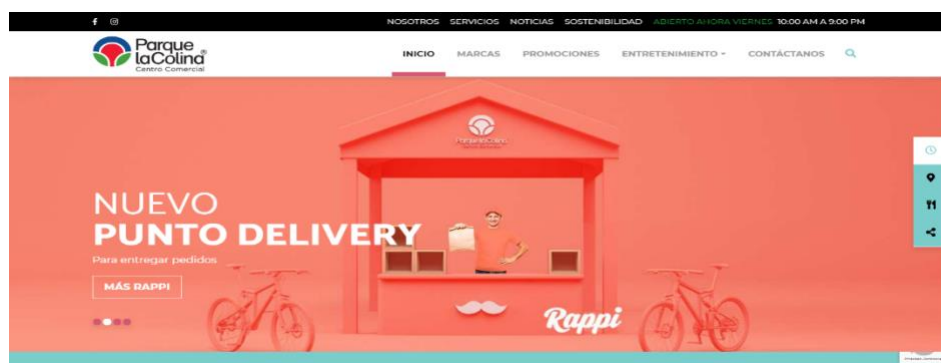 NOSOTROS SERVICIOS NOTICIAS SOSTENIBILIDAD ABIERTO AHORA VIERNES 10:00 AM A 9:00 PM
Parque
laColina®
Centro Comercial
INICIO MARCAS PROMOCIONES ENTRETENIMIENTO CONTÁCTANOS
ParquelaColina
NUEVO
PUNTO DELIVERY
Para entregar pedidos
MÁS RAPPI
Rappi